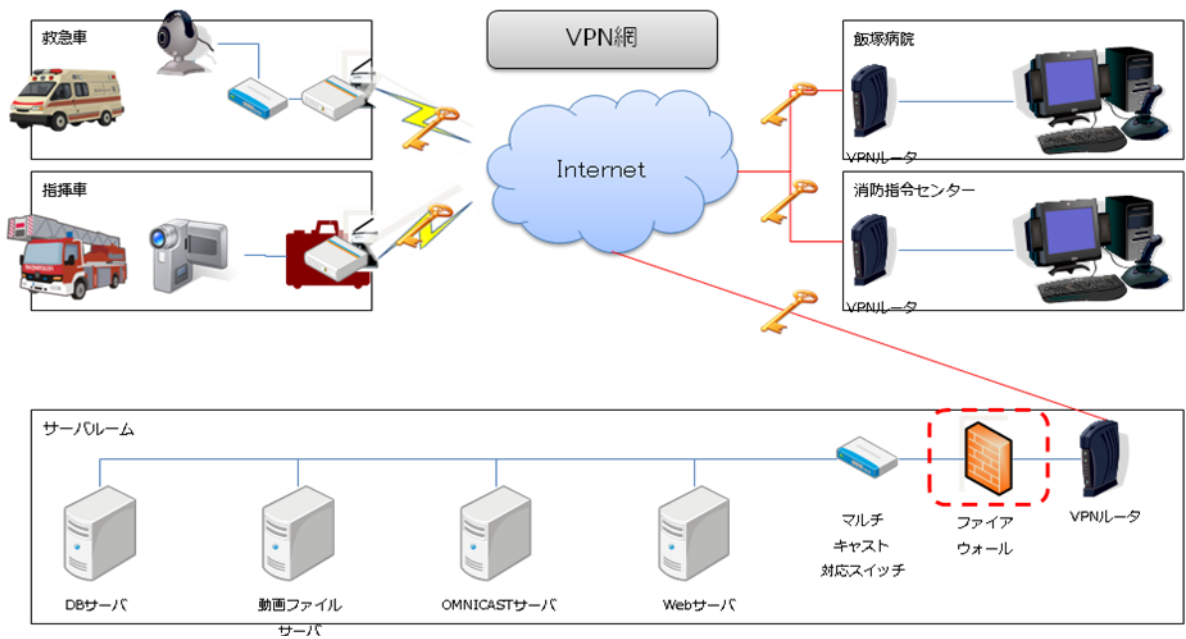 VPN網
救急車
飯塚病院
VPNルータ
Internet
指揮車
消防指令センター
VPNルータ
サーバルーム
DBサーバ
動画ファイル
サーバ
OMNICASTサーバ
Webサーバ
マルチ
キャスト
対応スイッチ
ファイア
ウォール
VPNルータ